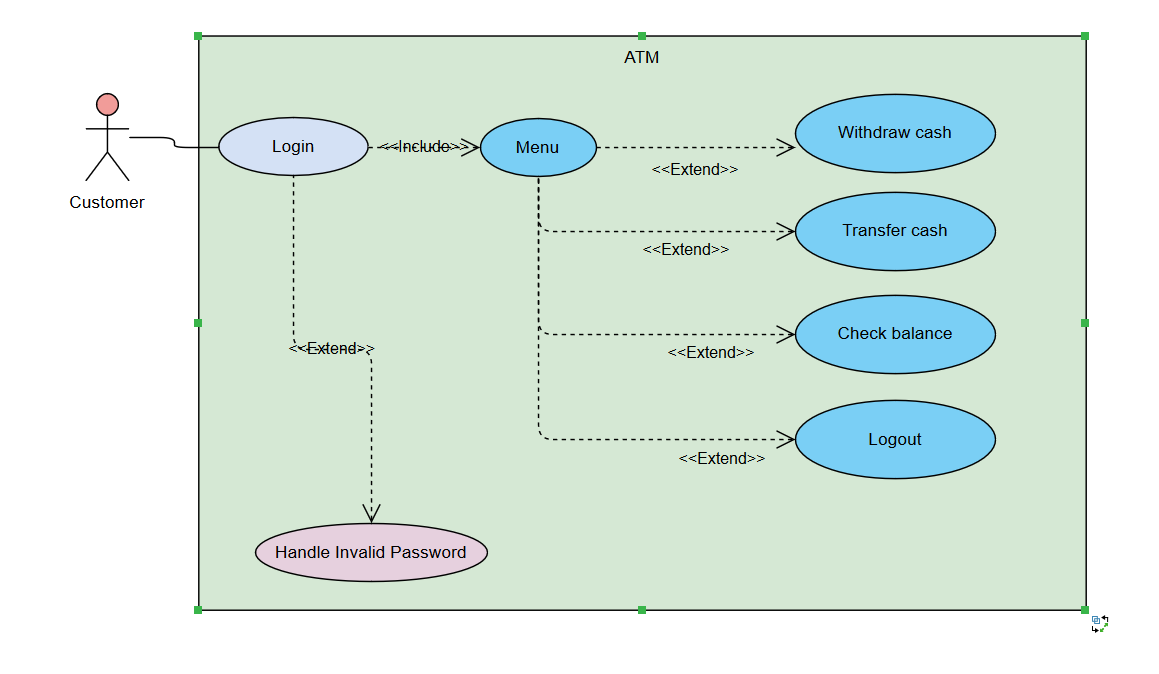 ATM
Customer
Login
<<Include>>
Menu
<<Extend>>
Withdraw cash
<<Extend>>
Transfer cash
<<Extend>>
Check balance
<<Extend>>
Logout
<<Extend>>
Handle Invalid Password